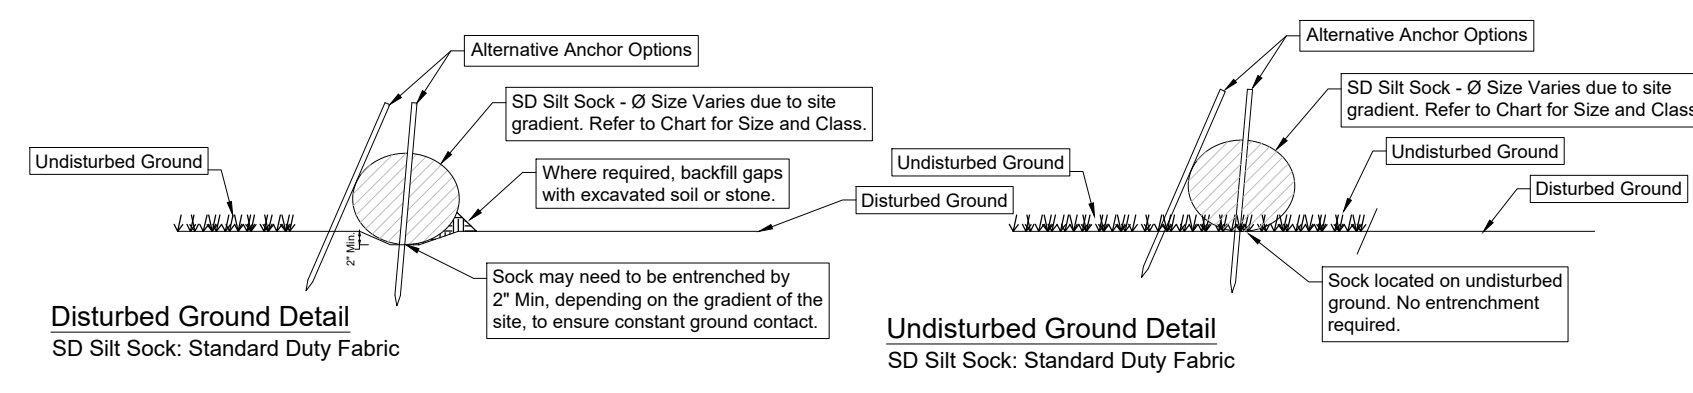 Alternative Anchor Options
SD Silt Sock - Ø Size Varies due to site
gradient. Refer to Chart for Size and Class.
Undisturbed Ground
Where required, backfill gaps
with excavated soil or stone.
Disturbed Ground
2" Min.
Sock may need to be entrenched by
2" Min, depending on the gradient of the
site, to ensure constant ground contact.
Disturbed Ground Detail
SD Silt Sock: Standard Duty Fabric
Alternative Anchor Options
SD Silt Sock - Ø Size Varies due to site
gradient. Refer to Chart for Size and Class
Undisturbed Ground
Undisturbed Ground
Disturbed Ground
Sock located on undisturbed
ground. No entrenchment
required.
Undisturbed Ground Detail
SD Silt Sock: Standard Duty Fabric